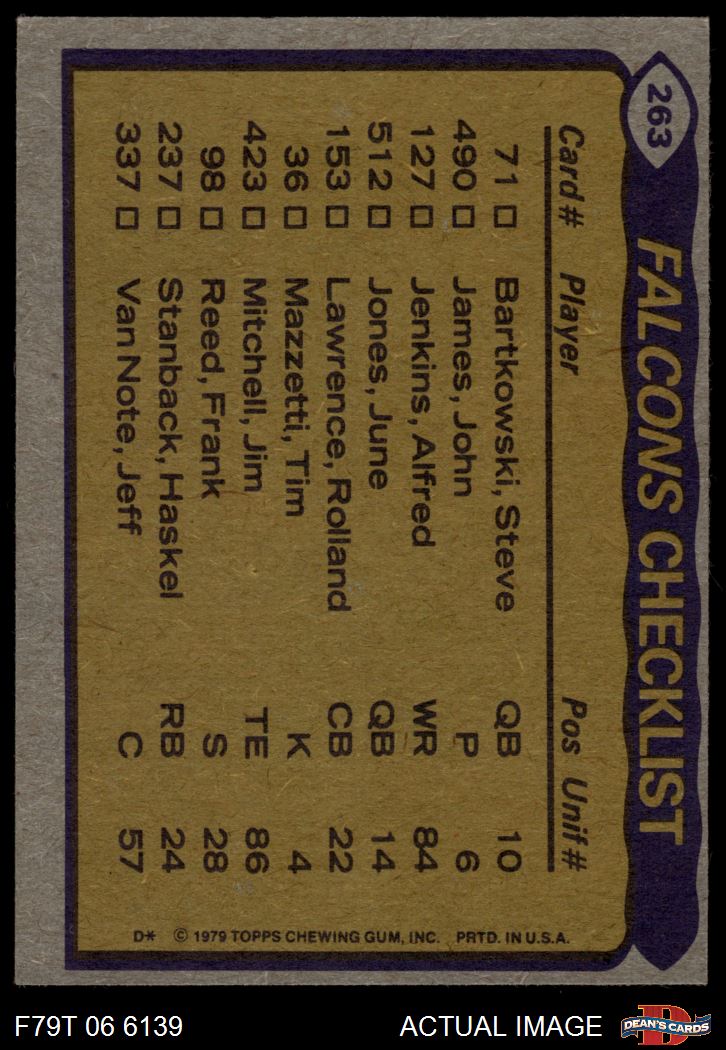 263
FALCONS CHECKLIST
Card# Player Pos Unif#
71 □ Bartkowski, Steve QB 10
490 □ James, John P 6
127 □ Jenkins, Alfred WR 84
512 □ Jones, June QB 14
153 □ Lawrence, Rolland CB 22
36 □ Mazzetti, Tim K 4
423 □ Mitchell, Jim TE 86
98 □ Reed, Frank S 28
237 □ Stanback, Haskel RB 24
337 □ Van Note, Jeff C 57
D* © 1979 TOPPS CHEWING GUM, INC. PRTD. IN U.S.A.
F79T 06 6139 ACTUAL IMAGE
D
DEAN'S CARDS